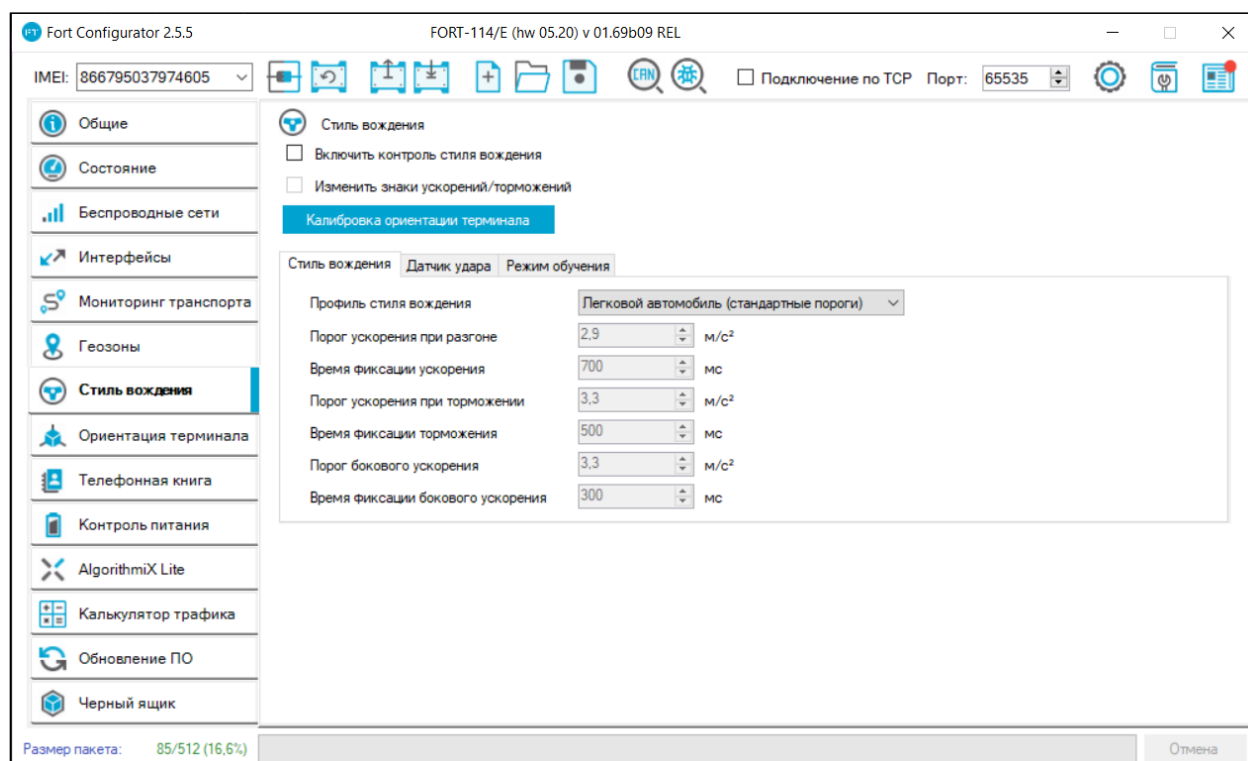 Fort Configurator 2.5.5 FORT-114/E (hw 05.20) v 01.69b09 REL
IMEI: 866795037974605 CAN Подключение по TCP Порт: 65535
Общие
Состояние
Беспроводные сети
Интерфейсы
Мониторинг транспорта
Геозоны
Стиль вождения
Ориентация терминала
Телефонная книга
Контроль питания
AlgorithmiX Lite
Калькулятор трафика
Обновление ПО
Черный ящик
Стиль вождения
Включить контроль стиля вождения
Изменить знаки ускорений/торможений
Калибровка ориентации терминала
Стиль вождения Датчик удара Режим обучения
Профиль стиля вождения Легковой автомобиль (стандартные пороги)
Порог ускорения при разгоне 2,9 м/с²
Время фиксации ускорения 700 мс
Порог ускорения при торможении 3,3 м/с²
Время фиксации торможения 500 мс
Порог бокового ускорения 3,3 м/с²
Время фиксации бокового ускорения 300 мс
Размер пакета: 85/512 (16,6%) Отмена